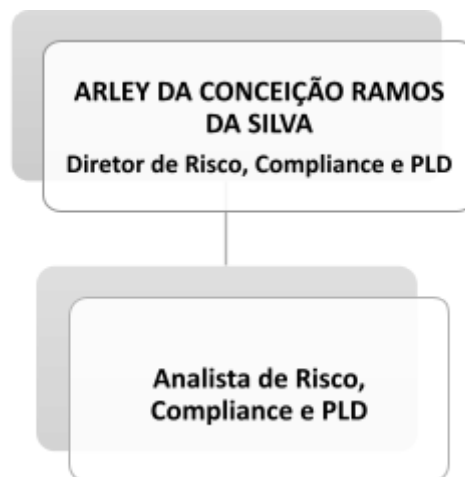 ARLEY DA CONCEIÇÃO RAMOS
DA SILVA
Diretor de Risco, Compliance e PLD
Analista de Risco,
Compliance e PLD